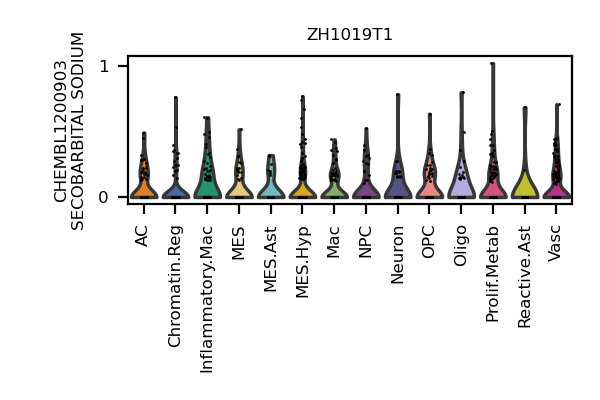 ZH1019T1
CHEMBL1200903
SECOBARBITAL SODIUM
1
0
AC
Chromatin.Reg
Inflammatory.Mac
MES
MES.Ast
MES.Hyp
Mac
NPC
Neuron
OPC
Oligo
Prolif.Metab
Reactive.Ast
Vasc